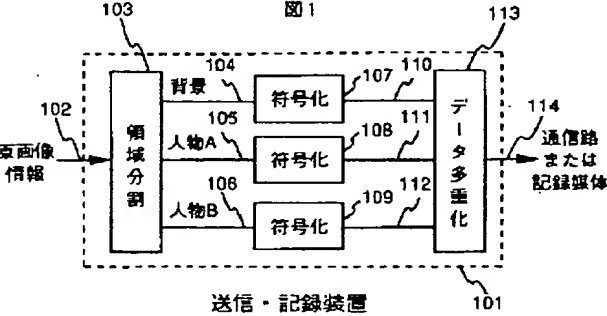 図1
103
113
背景
104
符号化
107
110
102
原画像
情報
領域分割
人物A
105
符号化
108
111
データ多重化
114
通信路
または
記録媒体
人物B
106
符号化
109
112
送信・記録装置
101